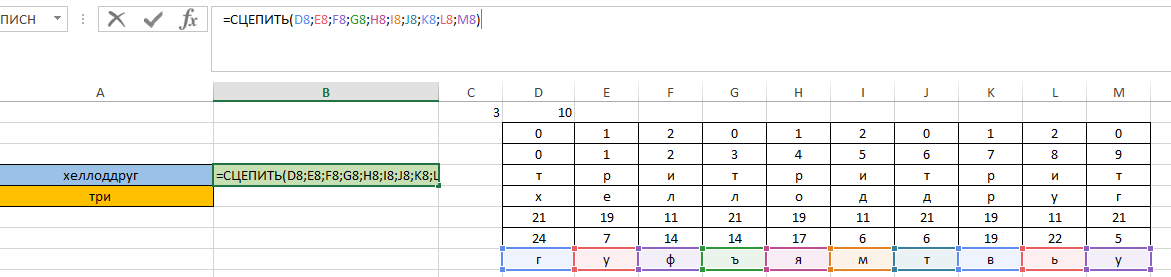 ПИСН fx =СЦЕПИТЬ(D8;E8;F8;G8;H8;I8;J8;K8;L8;M8)
A B C D E F G H I J K L M
3 10
0 1 2 0 1 2 0 1 2 0
0 1 2 3 4 5 6 7 8 9
хеллоддруг =СЦЕПИТЬ(D8;E8;F8;G8;H8;I8;J8;K8;L т р и т р и т р и т
три х е л л о д д р у г
21 19 11 21 19 11 21 19 11 21
24 7 14 14 17 6 6 19 22 5
г у ф ъ я м т в ь у